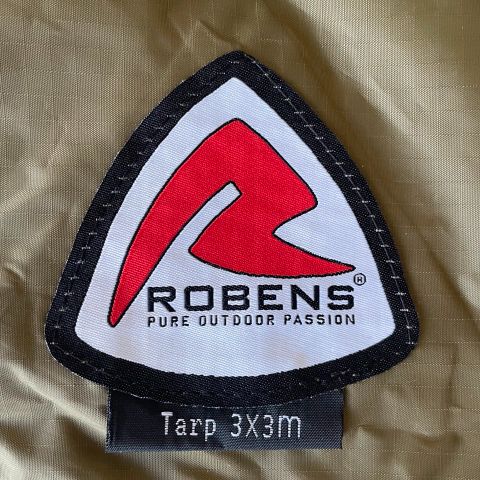 ROBENS®
PURE OUTDOOR PASSION
Tarp 3X3m